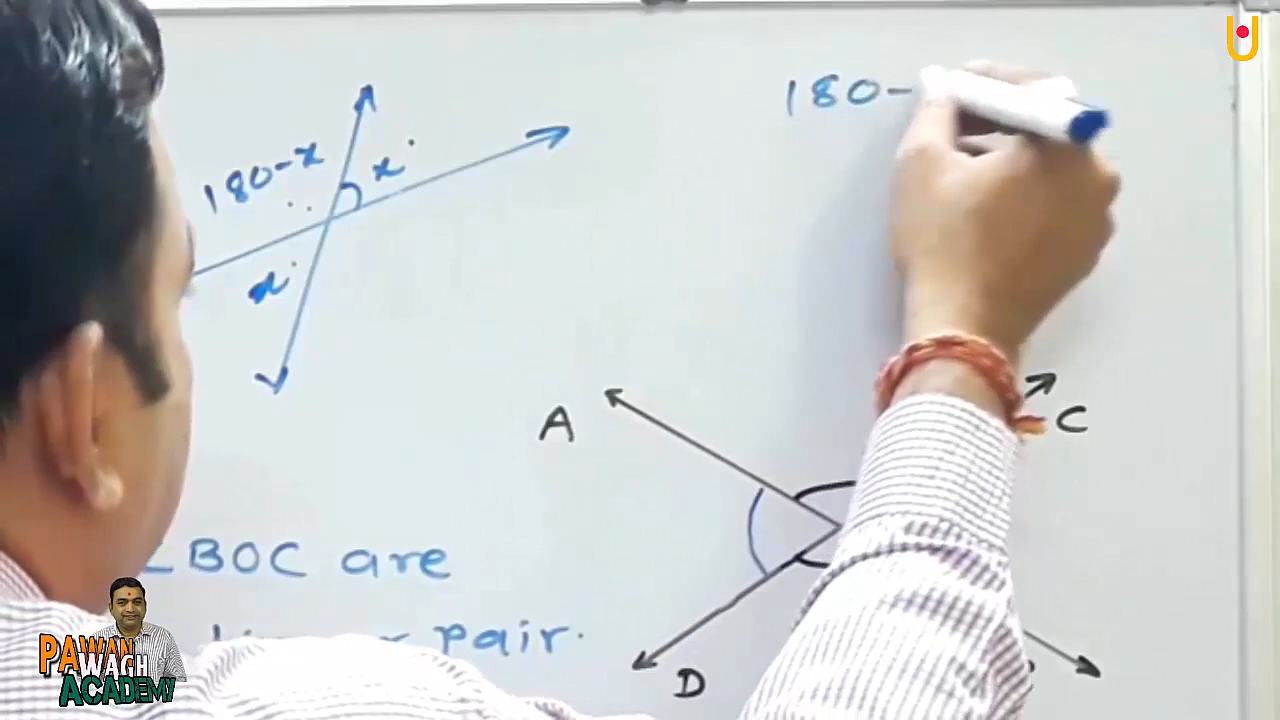 180-x
x°
x°
180-
A
C
∠BOC are
pair.
D
PAWAN
WAGH
ACADEMY